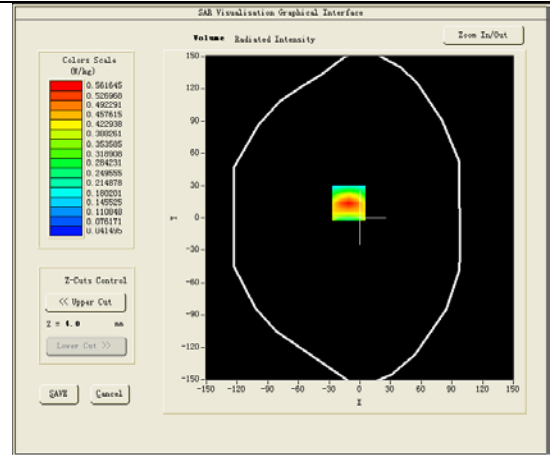 SAR Visualisation Graphical Interface
Volume Radiated Intensity
Zoom In/Out
Colors Scale
(W/kg)
0.561645
0.526968
0.492291
0.457615
0.422938
0.388261
0.353585
0.318908
0.284231
0.249555
0.214878
0.180201
0.145525
0.110848
0.076171
0.041495
150
120
90
60
30
0
-30
-60
-90
-120
-150
Y
-150 -120 -90 -60 -30 0 30 60 90 120 150
X
Z-Cuts Control
<< Upper Cut
Z = 4.0 mm
Lower Cut >>
SAVE Cancel